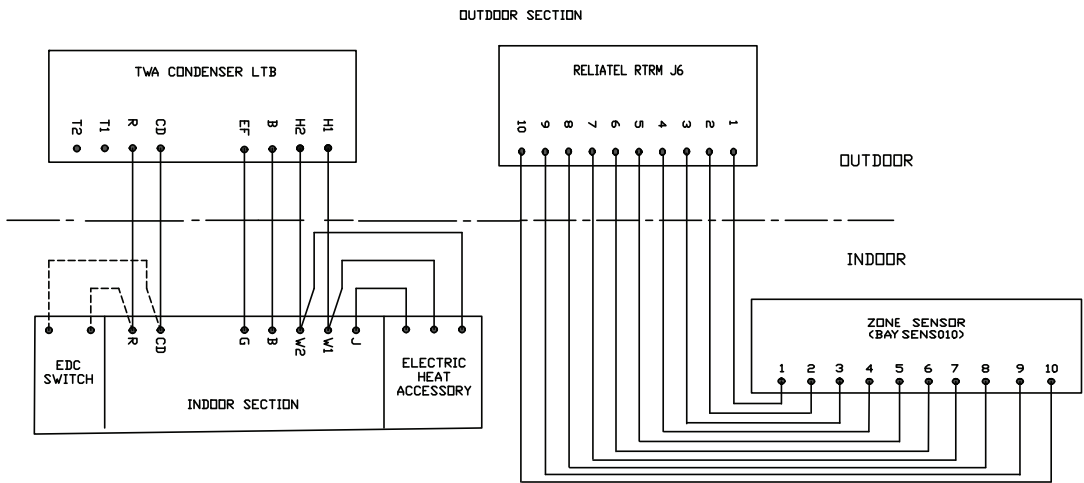 OUTDOOR SECTION
TWA CONDENSER LTB
T2 T1 R CD EF B H2 H1
RELIATEL RTRM J6
10 9 8 7 6 5 4 3 2 1
OUTDOOR
INDOOR
ZONE SENSOR
(BAYSENS010)
1 2 3 4 5 6 7 8 9 10
R CD G B W2 W1 J
EDC
SWITCH
INDOOR SECTION
ELECTRIC
HEAT
ACCESSORY